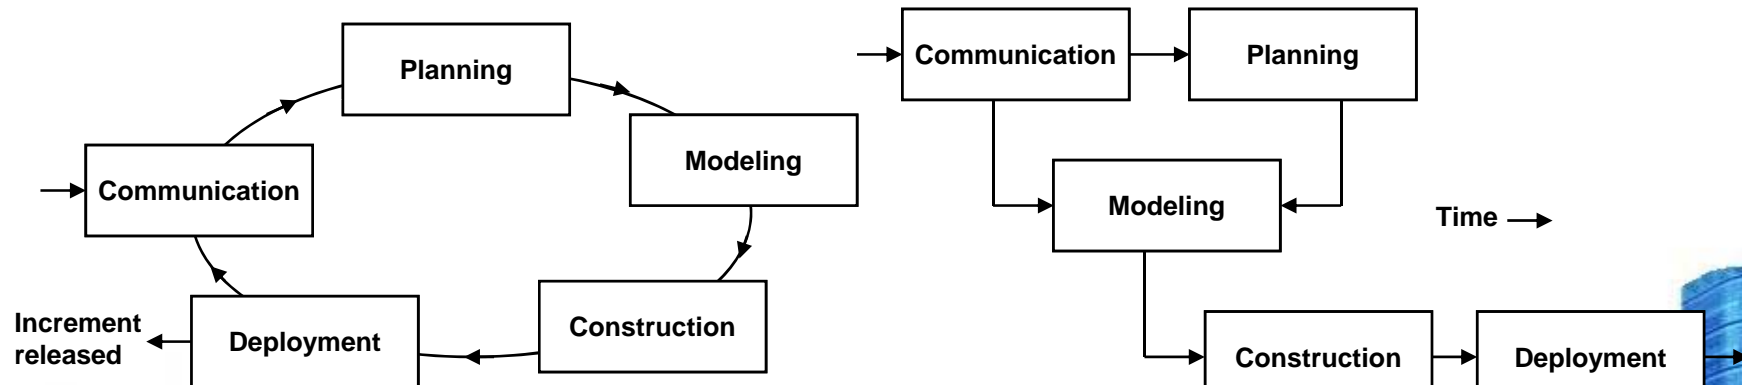 Planning
Modeling
Communication
Construction
Deployment
Increment
released
Communication
Planning
Modeling
Time
Construction
Deployment